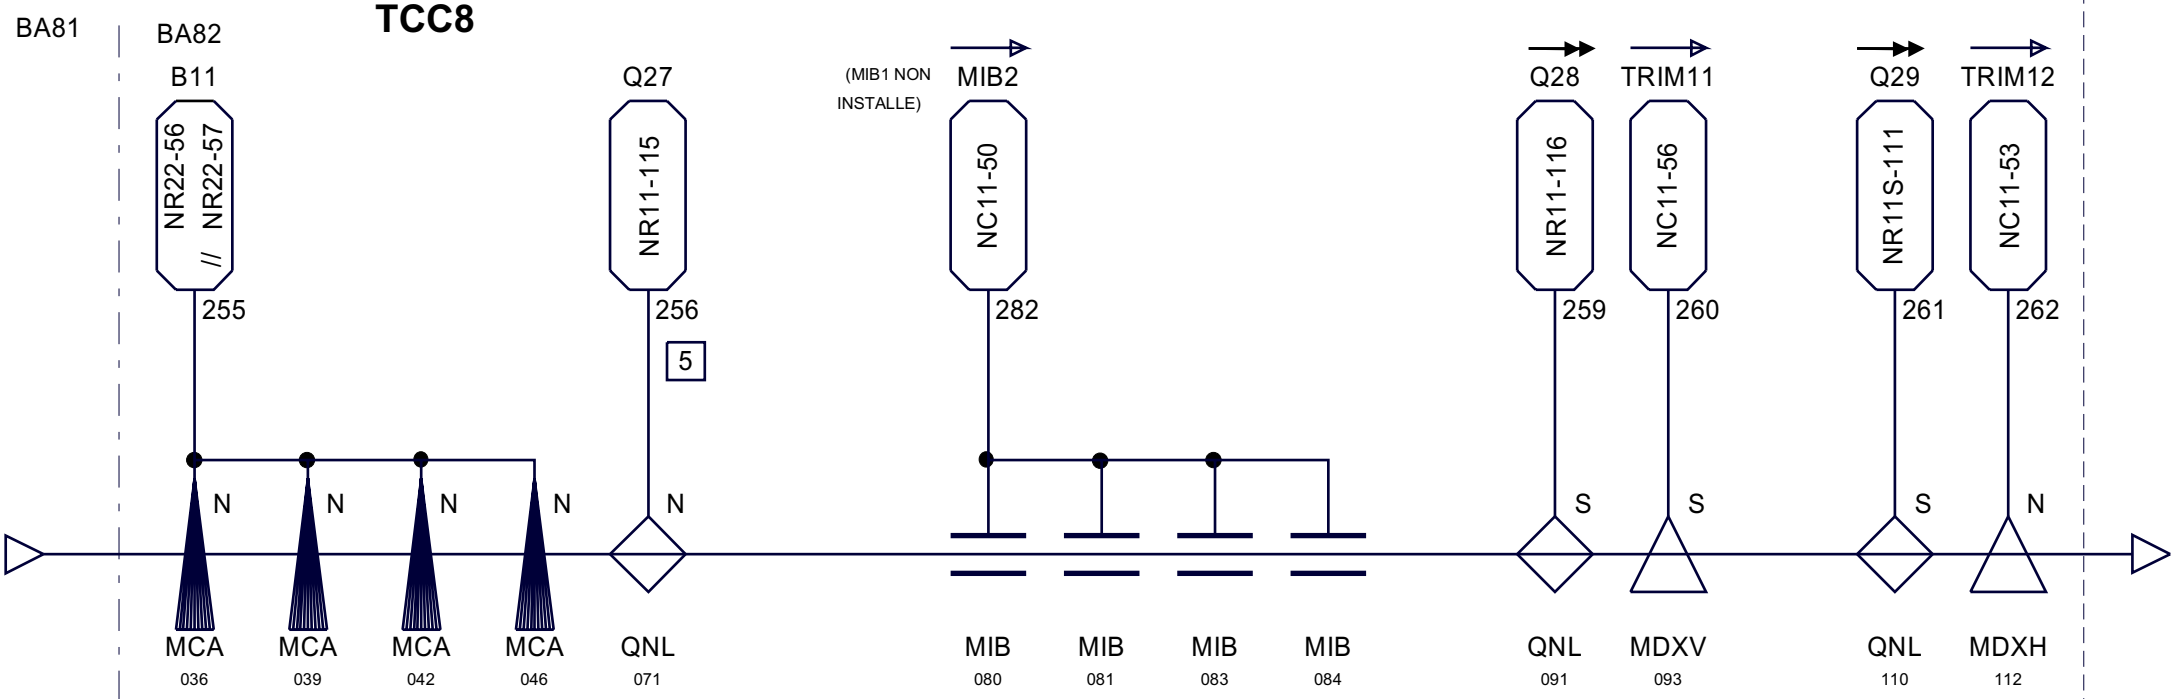 TCC8
BA81
BA82
B11
Q27
(MIB1 NON
INSTALLE)
MIB2
Q28
TRIM11
Q29
TRIM12
NR22-56
// NR22-57
NR11-115
NC11-50
NR11-116
NC11-56
NR11S-111
NC11-53
255
256
282
259
260
261
262
5
N
N
N
N
N
S
S
S
N
MCA
MCA
MCA
MCA
QNL
MIB
MIB
MIB
MIB
QNL
MDXV
QNL
MDXH
036
039
042
046
071
080
081
083
084
091
093
110
112